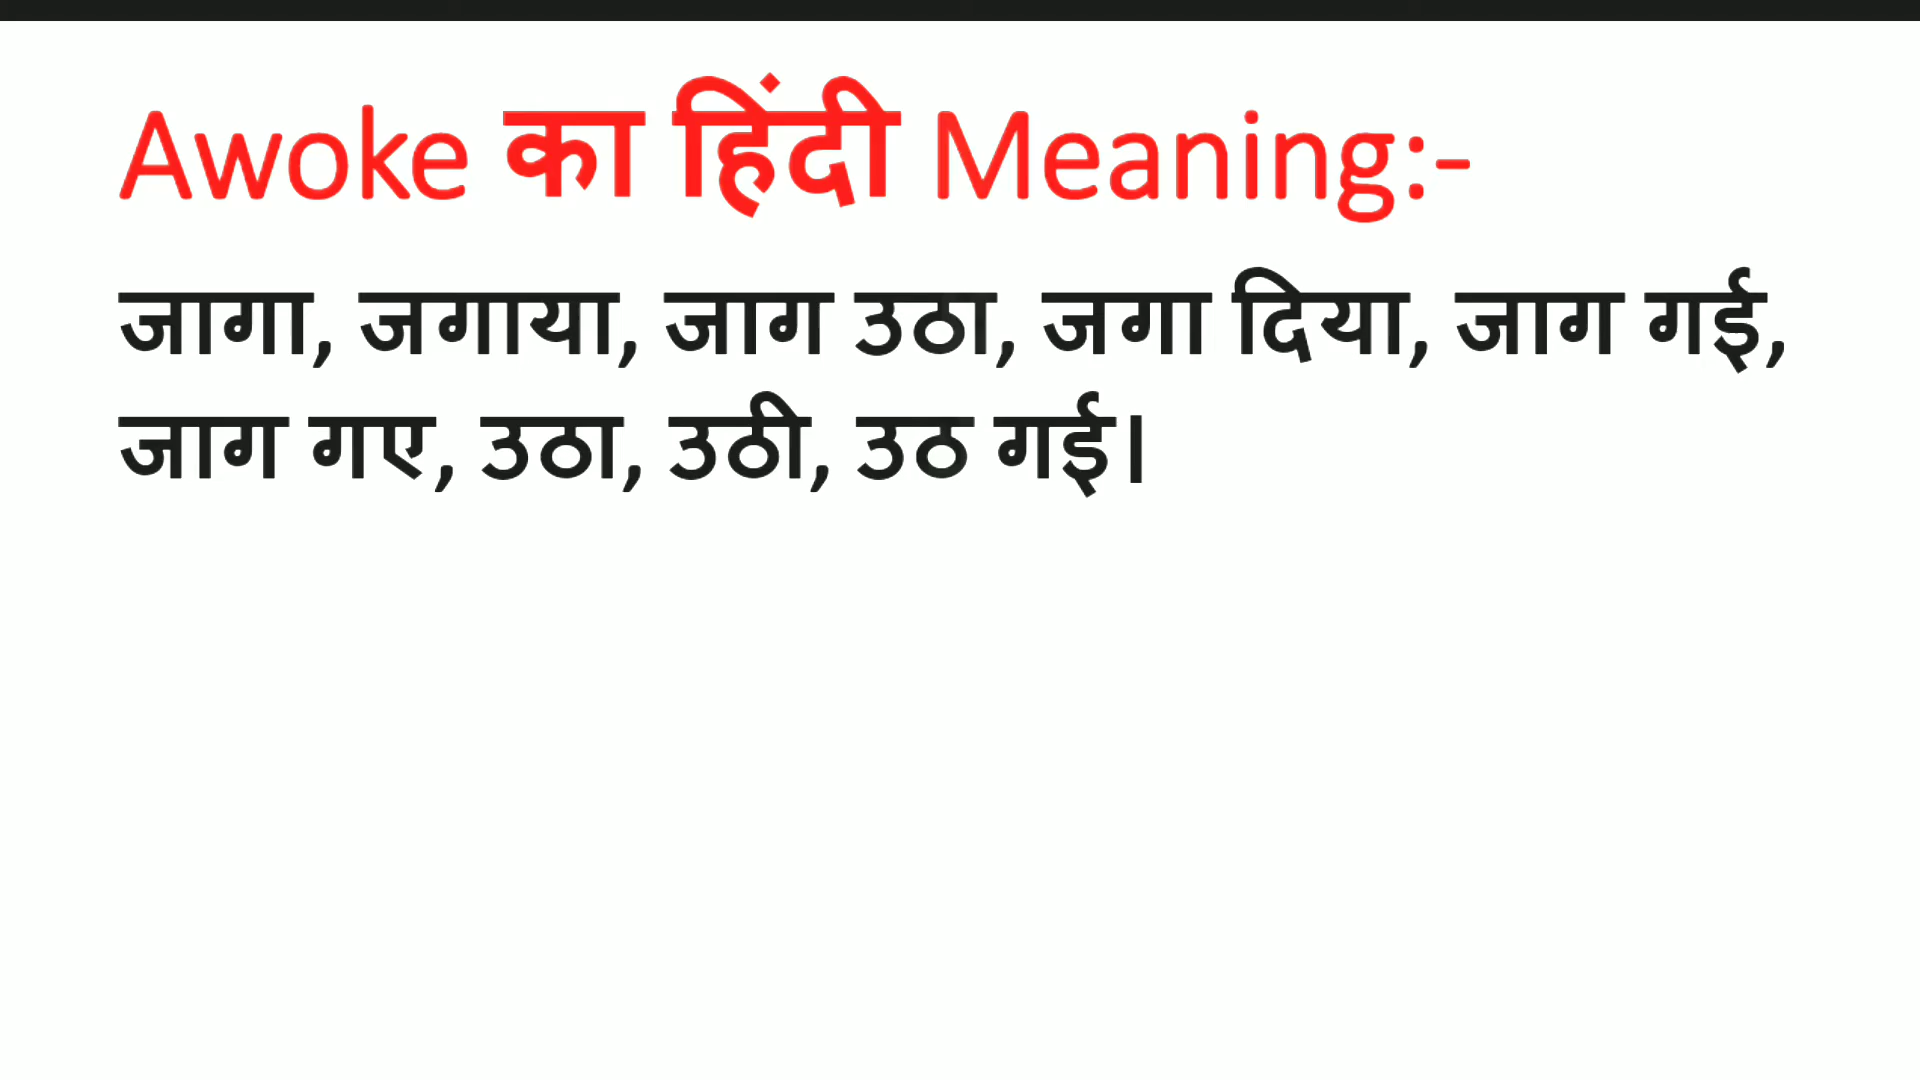 Awoke का हिंदी Meaning:-
जागा, जगाया, जाग उठा, जगा दिया, जाग गई,
जाग गए, उठा, उठी, उठ गई।